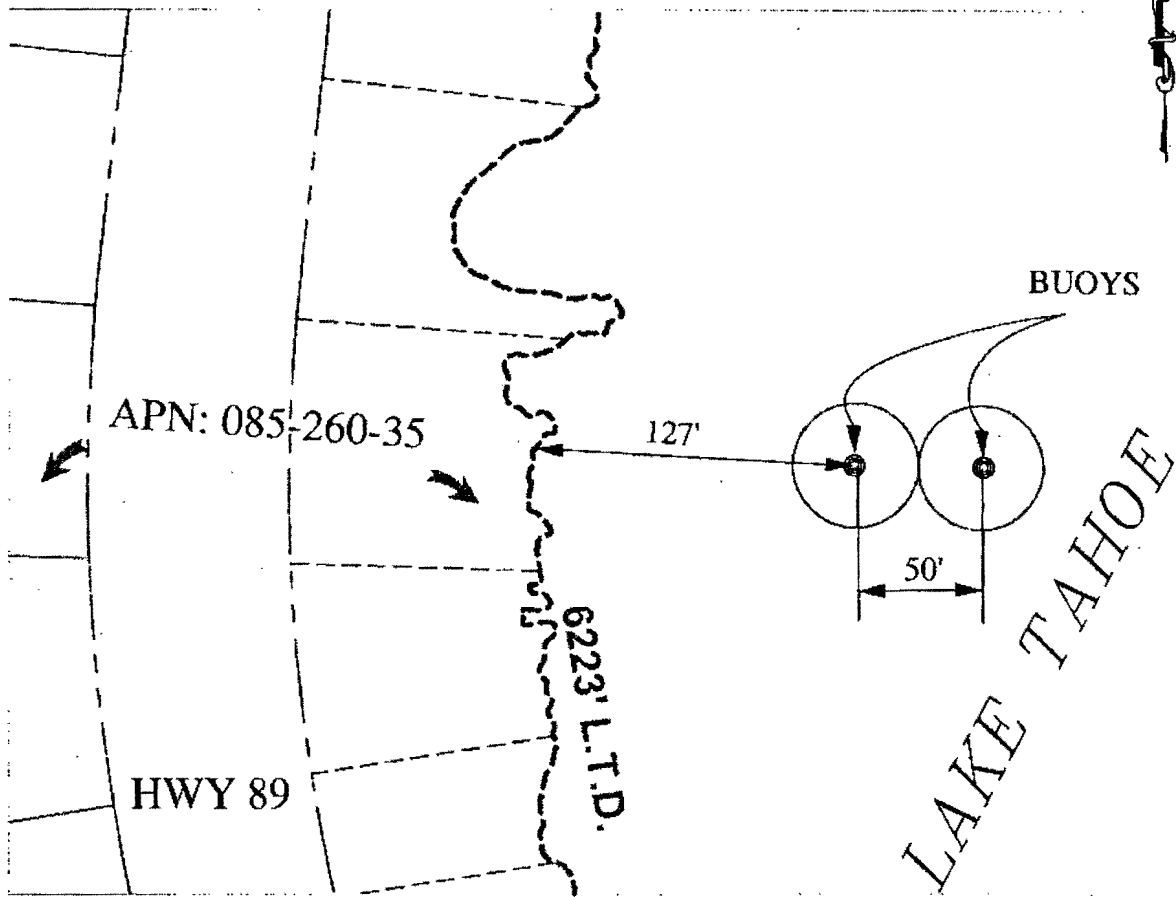 BUOYS
APN: 085-260-35
127'
50'
6223' L.T.D.
HWY 89
LAKE TAHOE